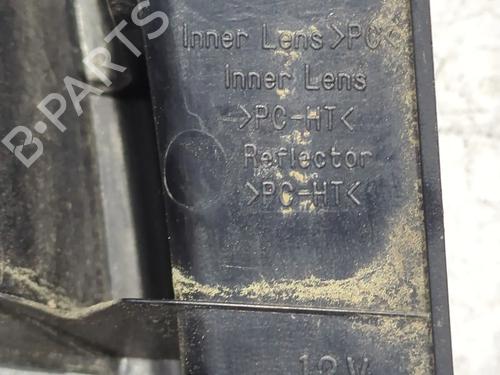 Inner Lens >PC<
Inner Lens
>PC-HT<
Reflector
>PC-HT<
12V
B-PARTS